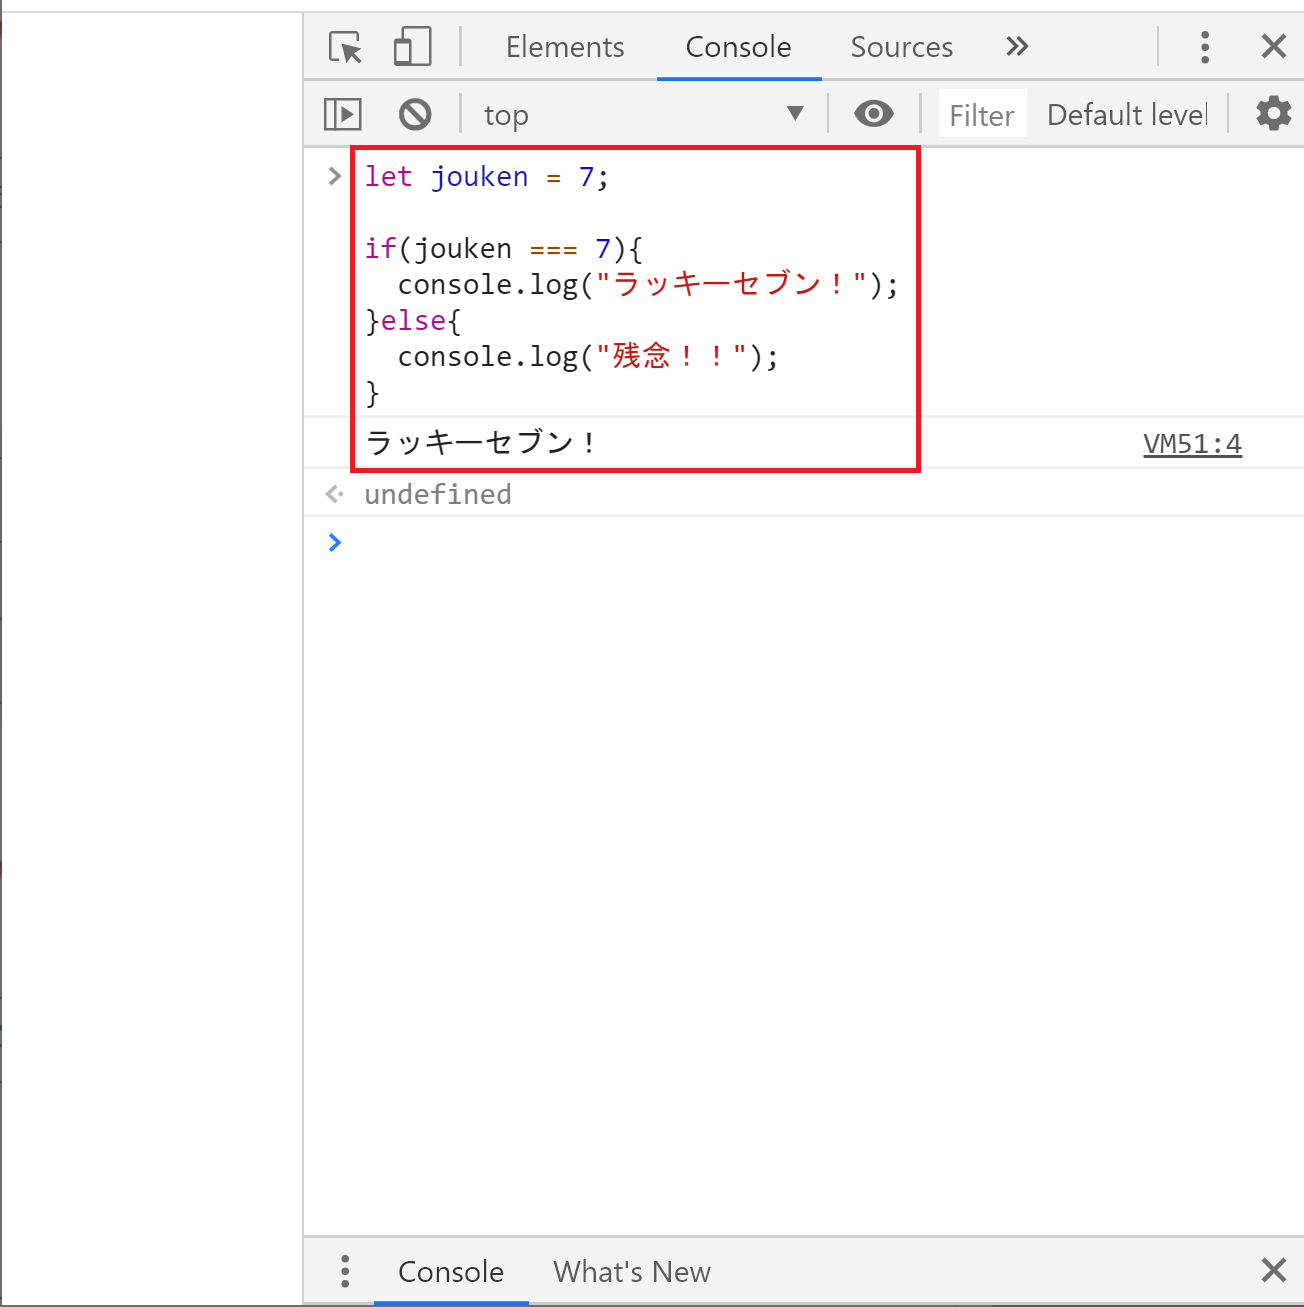 Elements Console Sources
top Filter Default level
let jouken = 7;
if(jouken === 7){
console.log("ラッキーセブン！");
}else{
console.log("残念！！");
}
ラッキーセブン！ VM51:4
undefined
Console What's New